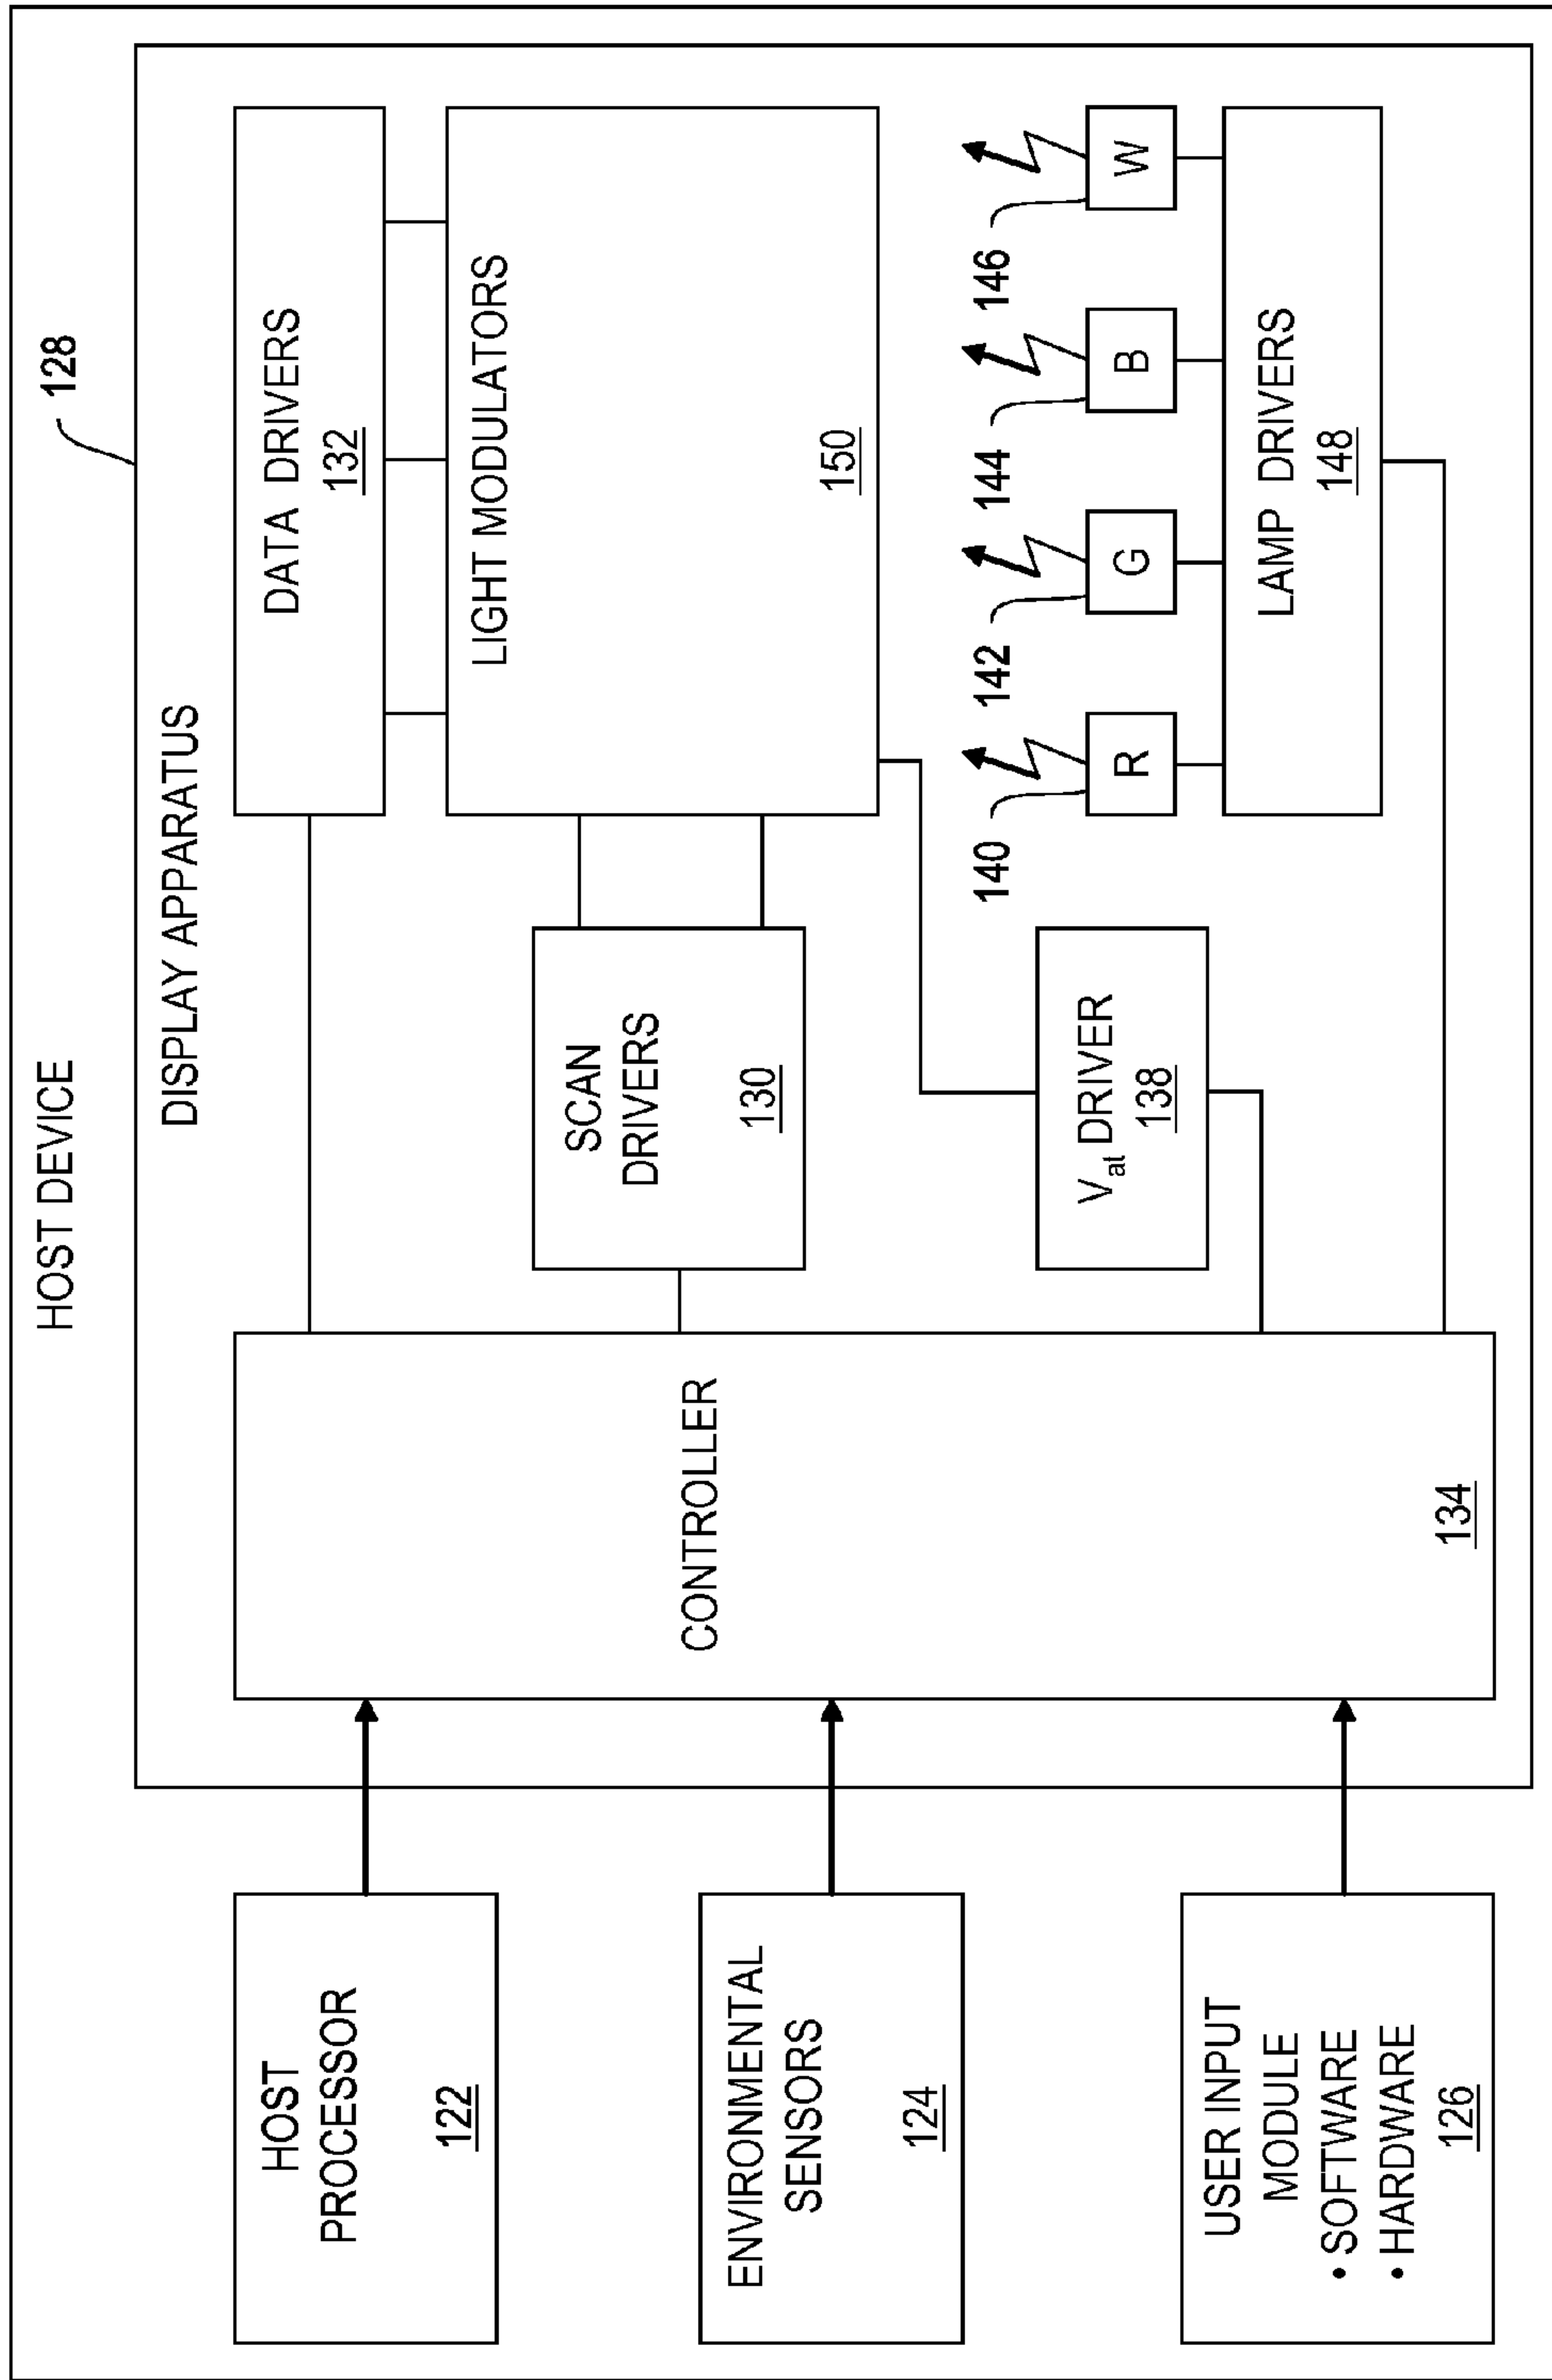 HOST DEVICE
128
DISPLAY APPARATUS
HOST
PROCESSOR
122
ENVIRONMENTAL
SENSORS
124
USER INPUT
MODULE
• SOFTWARE
• HARDWARE
126
CONTROLLER
134
SCAN
DRIVERS
130
Vat DRIVER
138
DATA DRIVERS
132
LIGHT MODULATORS
150
140
142
144
146
R
G
B
W
LAMP DRIVERS
148